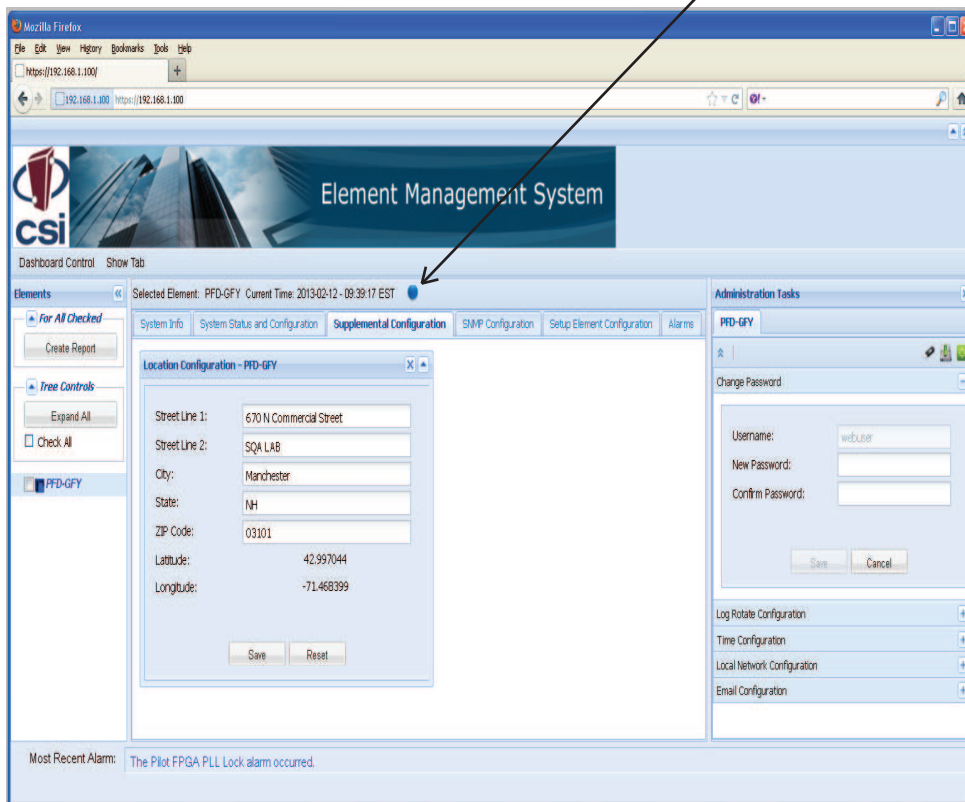 Mozilla Firefox
File Edit View History Bookmarks Tools Help
https://192.168.1.100/ +
192.168.1.100 https://192.168.1.100
csi
Element Management System
Dashboard Control Show Tab
Elements
For All Checked
Create Report
Tree Controls
Expand All
Check All
PFD-GFY
Selected Element: PFD-GFY Current Time: 2013-02-12 - 09:39:17 EST
System Info System Status and Configuration Supplemental Configuration SNMP Configuration Setup Element Configuration Alarms
Location Configuration - PFD-GFY X
Street Line 1: 670 N Commercial Street
Street Line 2: SQA LAB
City: Manchester
State: NH
ZIP Code: 03101
Latitude: 42.997044
Longitude: -71.468399
Save Reset
Administration Tasks
PFD-GFY
Change Password
Username: webuser
New Password:
Confirm Password:
Save Cancel
Log Rotate Configuration
Time Configuration
Local Network Configuration
Email Configuration
Most Recent Alarm: The Pilot FPGA PLL Lock alarm occurred.